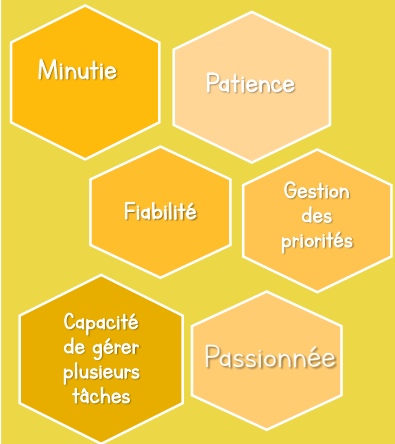 Minutie
Patience
Fiabilité
Gestion
des
priorités
Capacité
de gérer
plusieurs
tâches
Passionnée